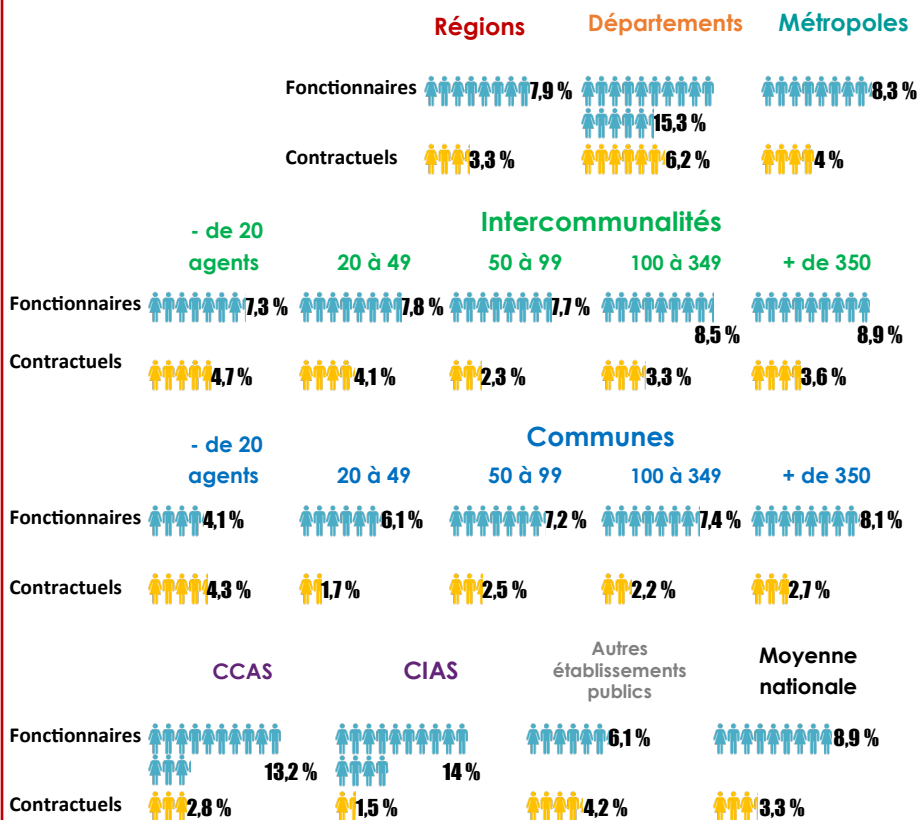 Régions Départements Métropoles
Fonctionnaires 7,9 % 15,3 % 8,3 %
Contractuels 3,3 % 6,2 % 4 %
Intercommunalités
- de 20 agents 20 à 49 50 à 99 100 à 349 + de 350
Fonctionnaires 7,3 % 7,8 % 7,7 % 8,5 % 8,9 %
Contractuels 4,7 % 4,1 % 2,3 % 3,3 % 3,6 %
Communes
- de 20 agents 20 à 49 50 à 99 100 à 349 + de 350
Fonctionnaires 4,1 % 6,1 % 7,2 % 7,4 % 8,1 %
Contractuels 4,3 % 1,7 % 2,5 % 2,2 % 2,7 %
CCAS CIAS Autres établissements publics Moyenne nationale
Fonctionnaires 13,2 % 14 % 6,1 % 8,9 %
Contractuels 2,8 % 1,5 % 4,2 % 3,3 %